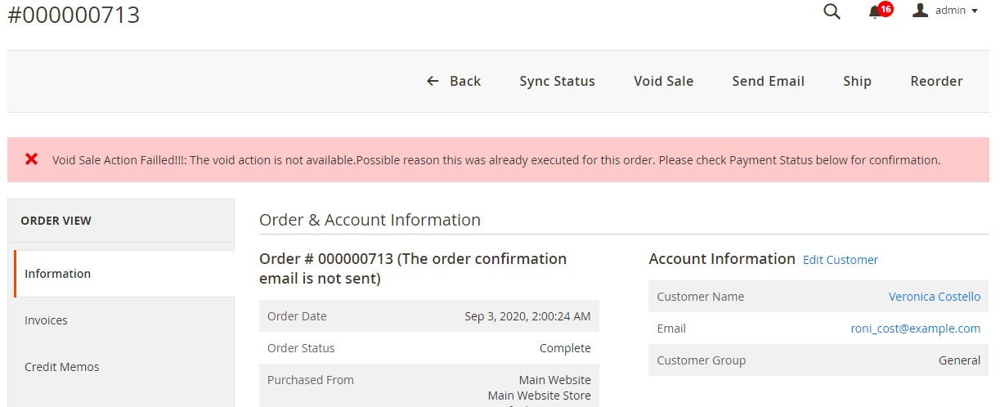 #000000713
16
admin
Back
Sync Status
Void Sale
Send Email
Ship
Reorder
Void Sale Action Failled!!!: The void action is not available.Possible reason this was already executed for this order. Please check Payment Status below for confirmation.
ORDER VIEW
Information
Invoices
Credit Memos
Order & Account Information
Order # 000000713 (The order confirmation
email is not sent)
Order Date Sep 3, 2020, 2:00:24 AM
Order Status Complete
Purchased From Main Website
Main Website Store
Account Information Edit Customer
Customer Name Veronica Costello
Email roni_cost@example.com
Customer Group General